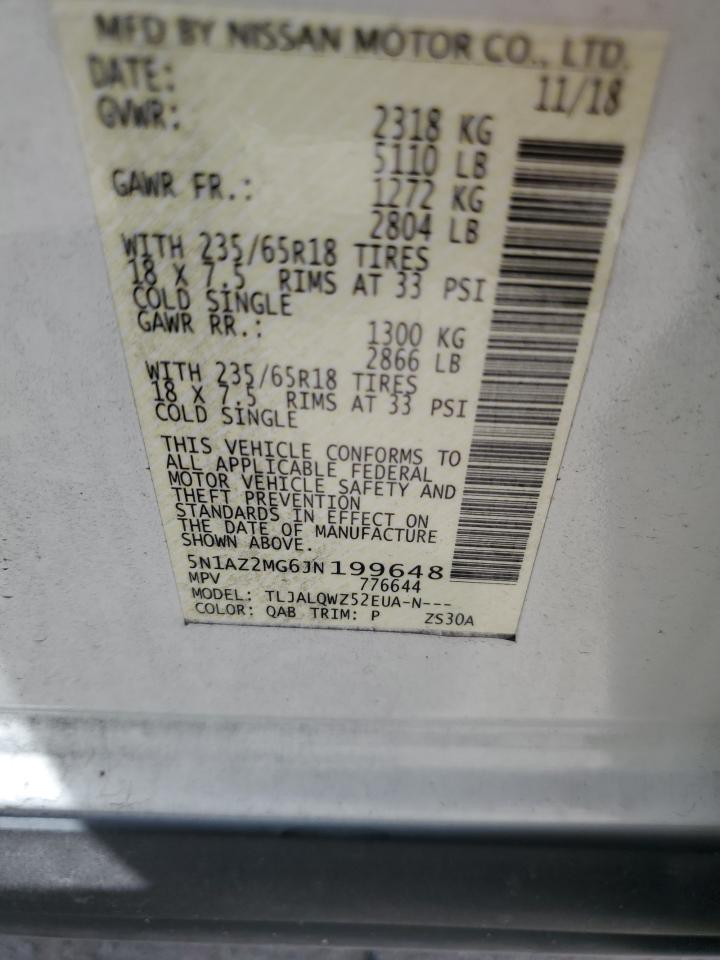 MFD BY NISSAN MOTOR CO., LTD.
DATE: 11/18
GVWR: 2318 KG
5110 LB
GAWR FR.: 1272 KG
2804 LB
WITH 235/65R18 TIRES
18 X 7.5 RIMS AT 33 PSI
COLD SINGLE
GAWR RR.: 1300 KG
2866 LB
WITH 235/65R18 TIRES
18 X 7.5 RIMS AT 33 PSI
COLD SINGLE
THIS VEHICLE CONFORMS TO
ALL APPLICABLE FEDERAL
MOTOR VEHICLE SAFETY AND
THEFT PREVENTION
STANDARDS IN EFFECT ON
THE DATE OF MANUFACTURE
SHOWN ABOVE.
5N1AZ2MG6JN199648
MPV 776644
MODEL: TLJALQWZ52EUA-N---
COLOR: QAB TRIM: P ZS30A